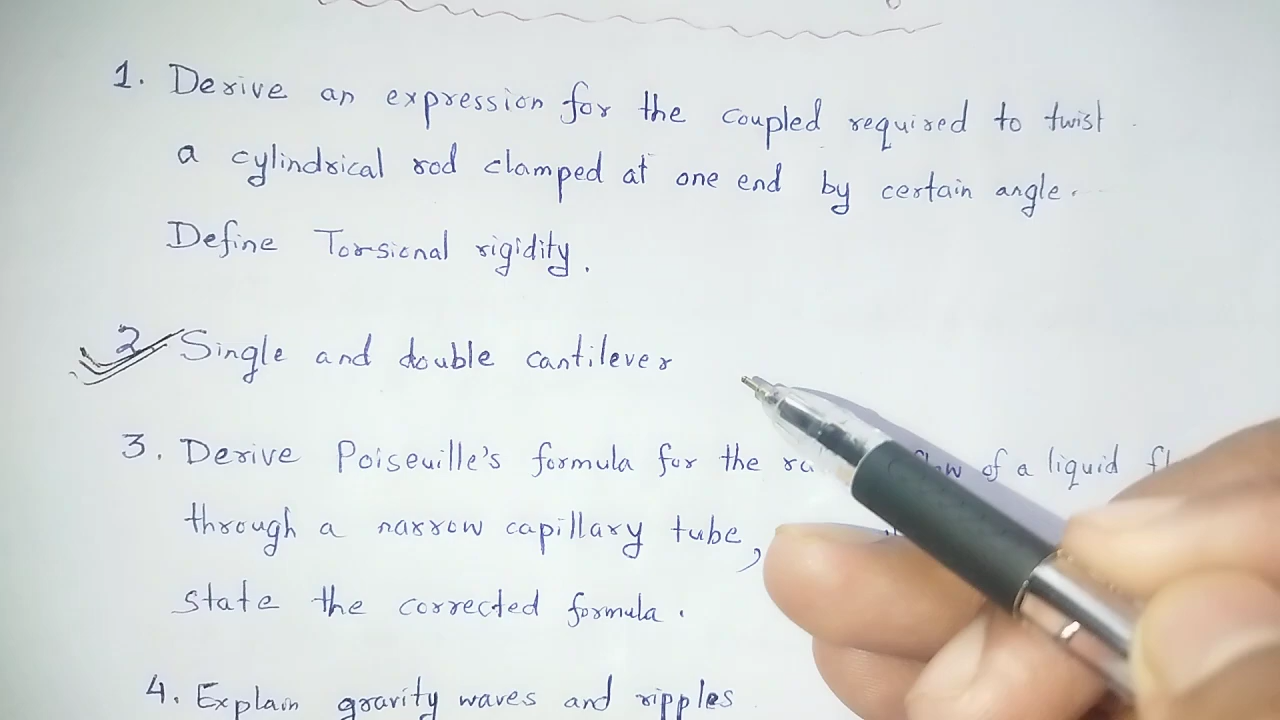 1. Derive an expression for the coupled required to twist
a cylindrical rod clamped at one end by certain angle.
Define Torsional rigidity.
2 Single and double cantilever
3. Derive Poiseuille's formula for the of a liquid
through a narrow capillary tube,
state the corrected formula.
4. Explain gravity waves and ripples